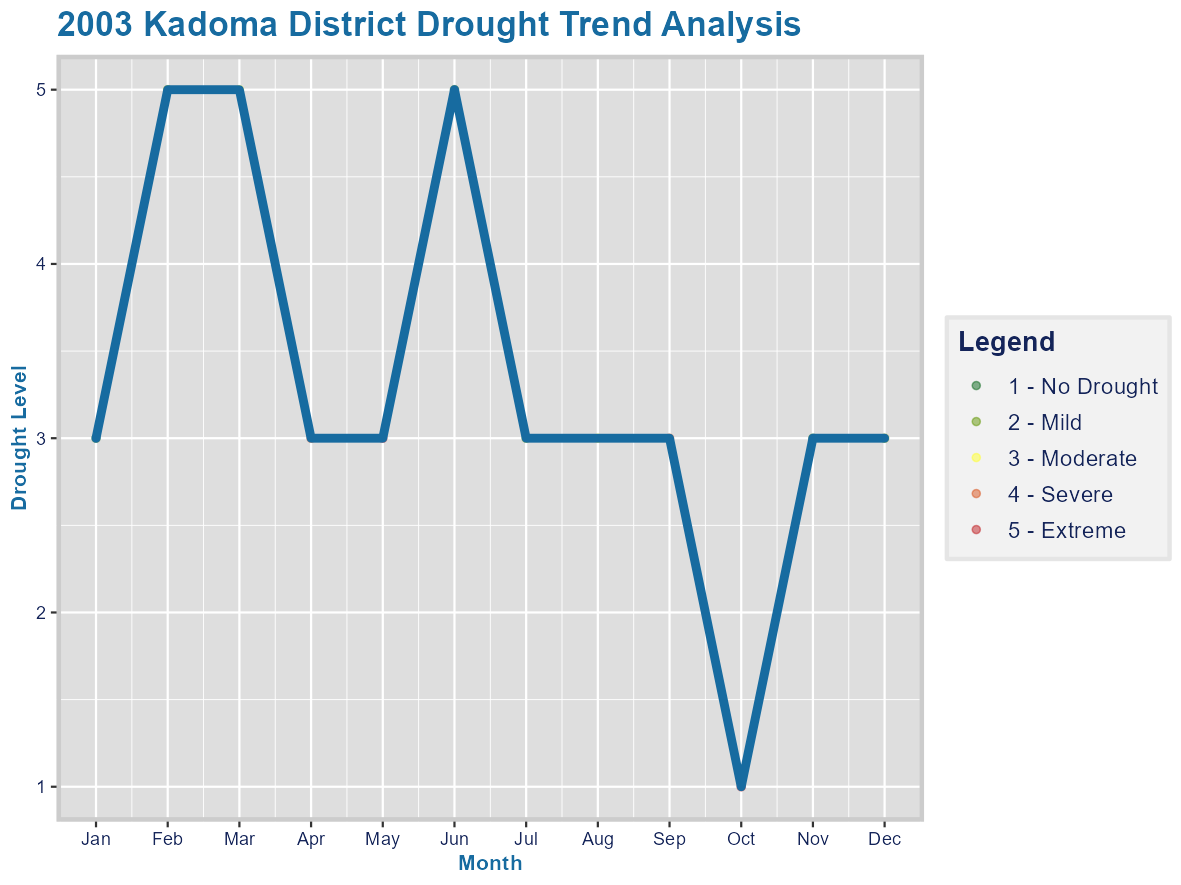 2003 Kadoma District Drought Trend Analysis
Drought Level
5
4
3
2
1
Jan Feb Mar Apr May Jun Jul Aug Sep Oct Nov Dec
Month
Legend
1 - No Drought
2 - Mild
3 - Moderate
4 - Severe
5 - Extreme